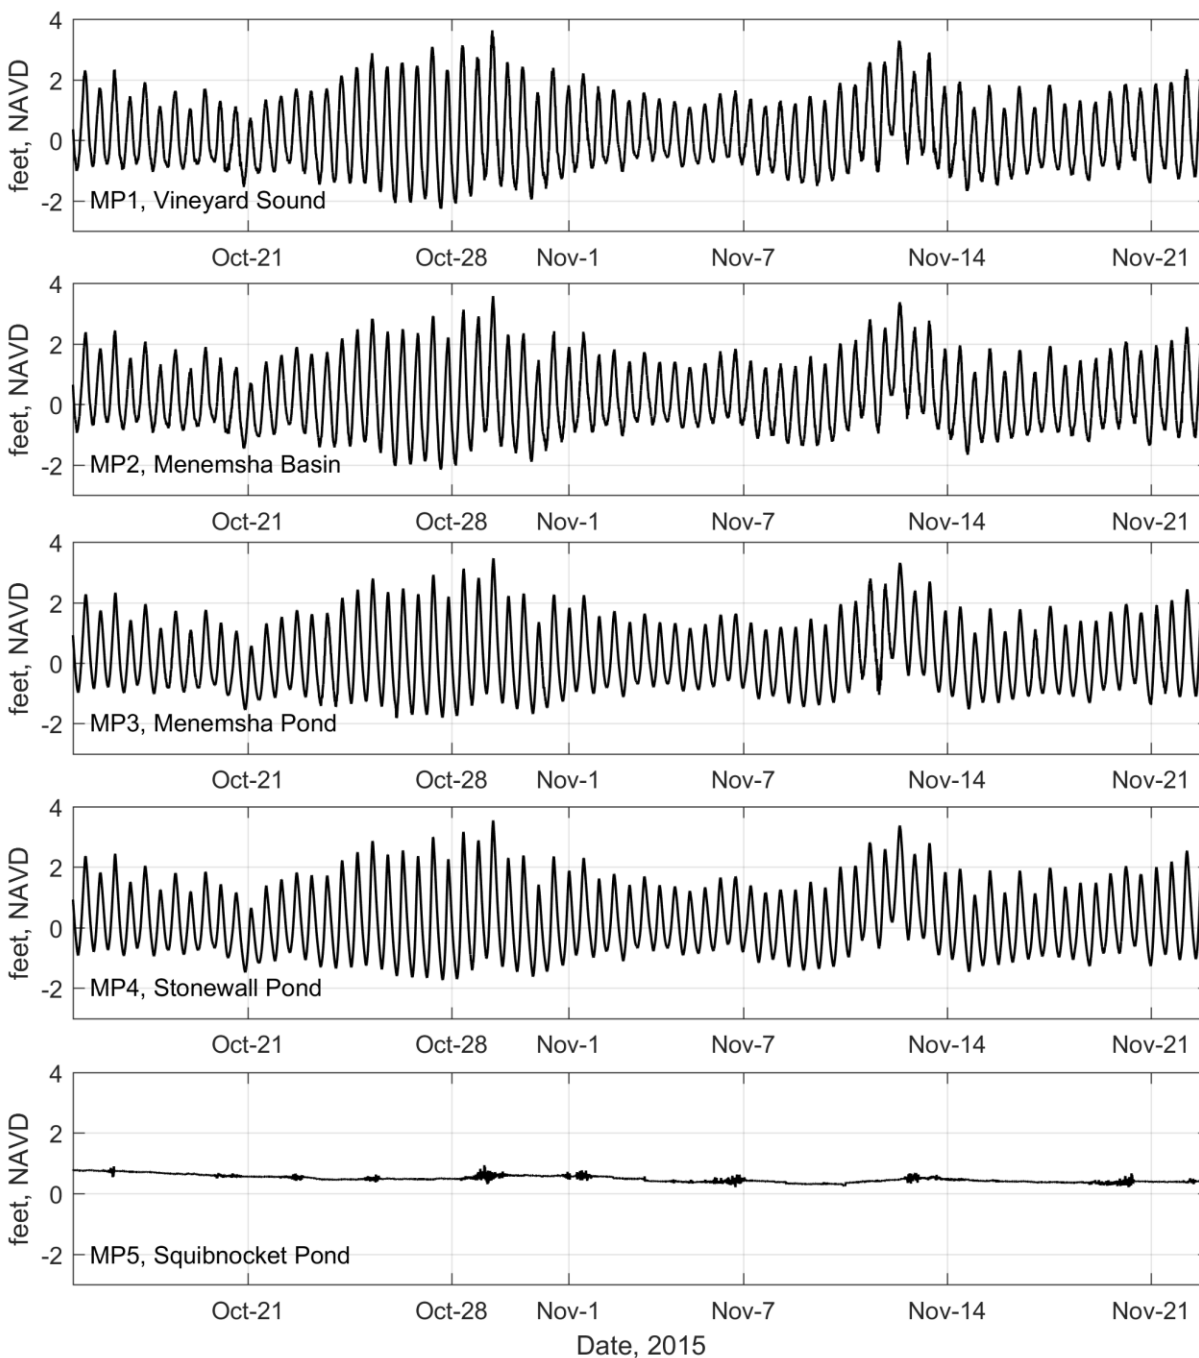 4
2
0
-2
feet, NAVD
MP1, Vineyard Sound
Oct-21 Oct-28 Nov-1 Nov-7 Nov-14 Nov-21
4
2
0
-2
feet, NAVD
MP2, Menemsha Basin
Oct-21 Oct-28 Nov-1 Nov-7 Nov-14 Nov-21
4
2
0
-2
feet, NAVD
MP3, Menemsha Pond
Oct-21 Oct-28 Nov-1 Nov-7 Nov-14 Nov-21
4
2
0
-2
feet, NAVD
MP4, Stonewall Pond
Oct-21 Oct-28 Nov-1 Nov-7 Nov-14 Nov-21
4
2
0
-2
feet, NAVD
MP5, Squibnocket Pond
Oct-21 Oct-28 Nov-1 Nov-7 Nov-14 Nov-21
Date, 2015